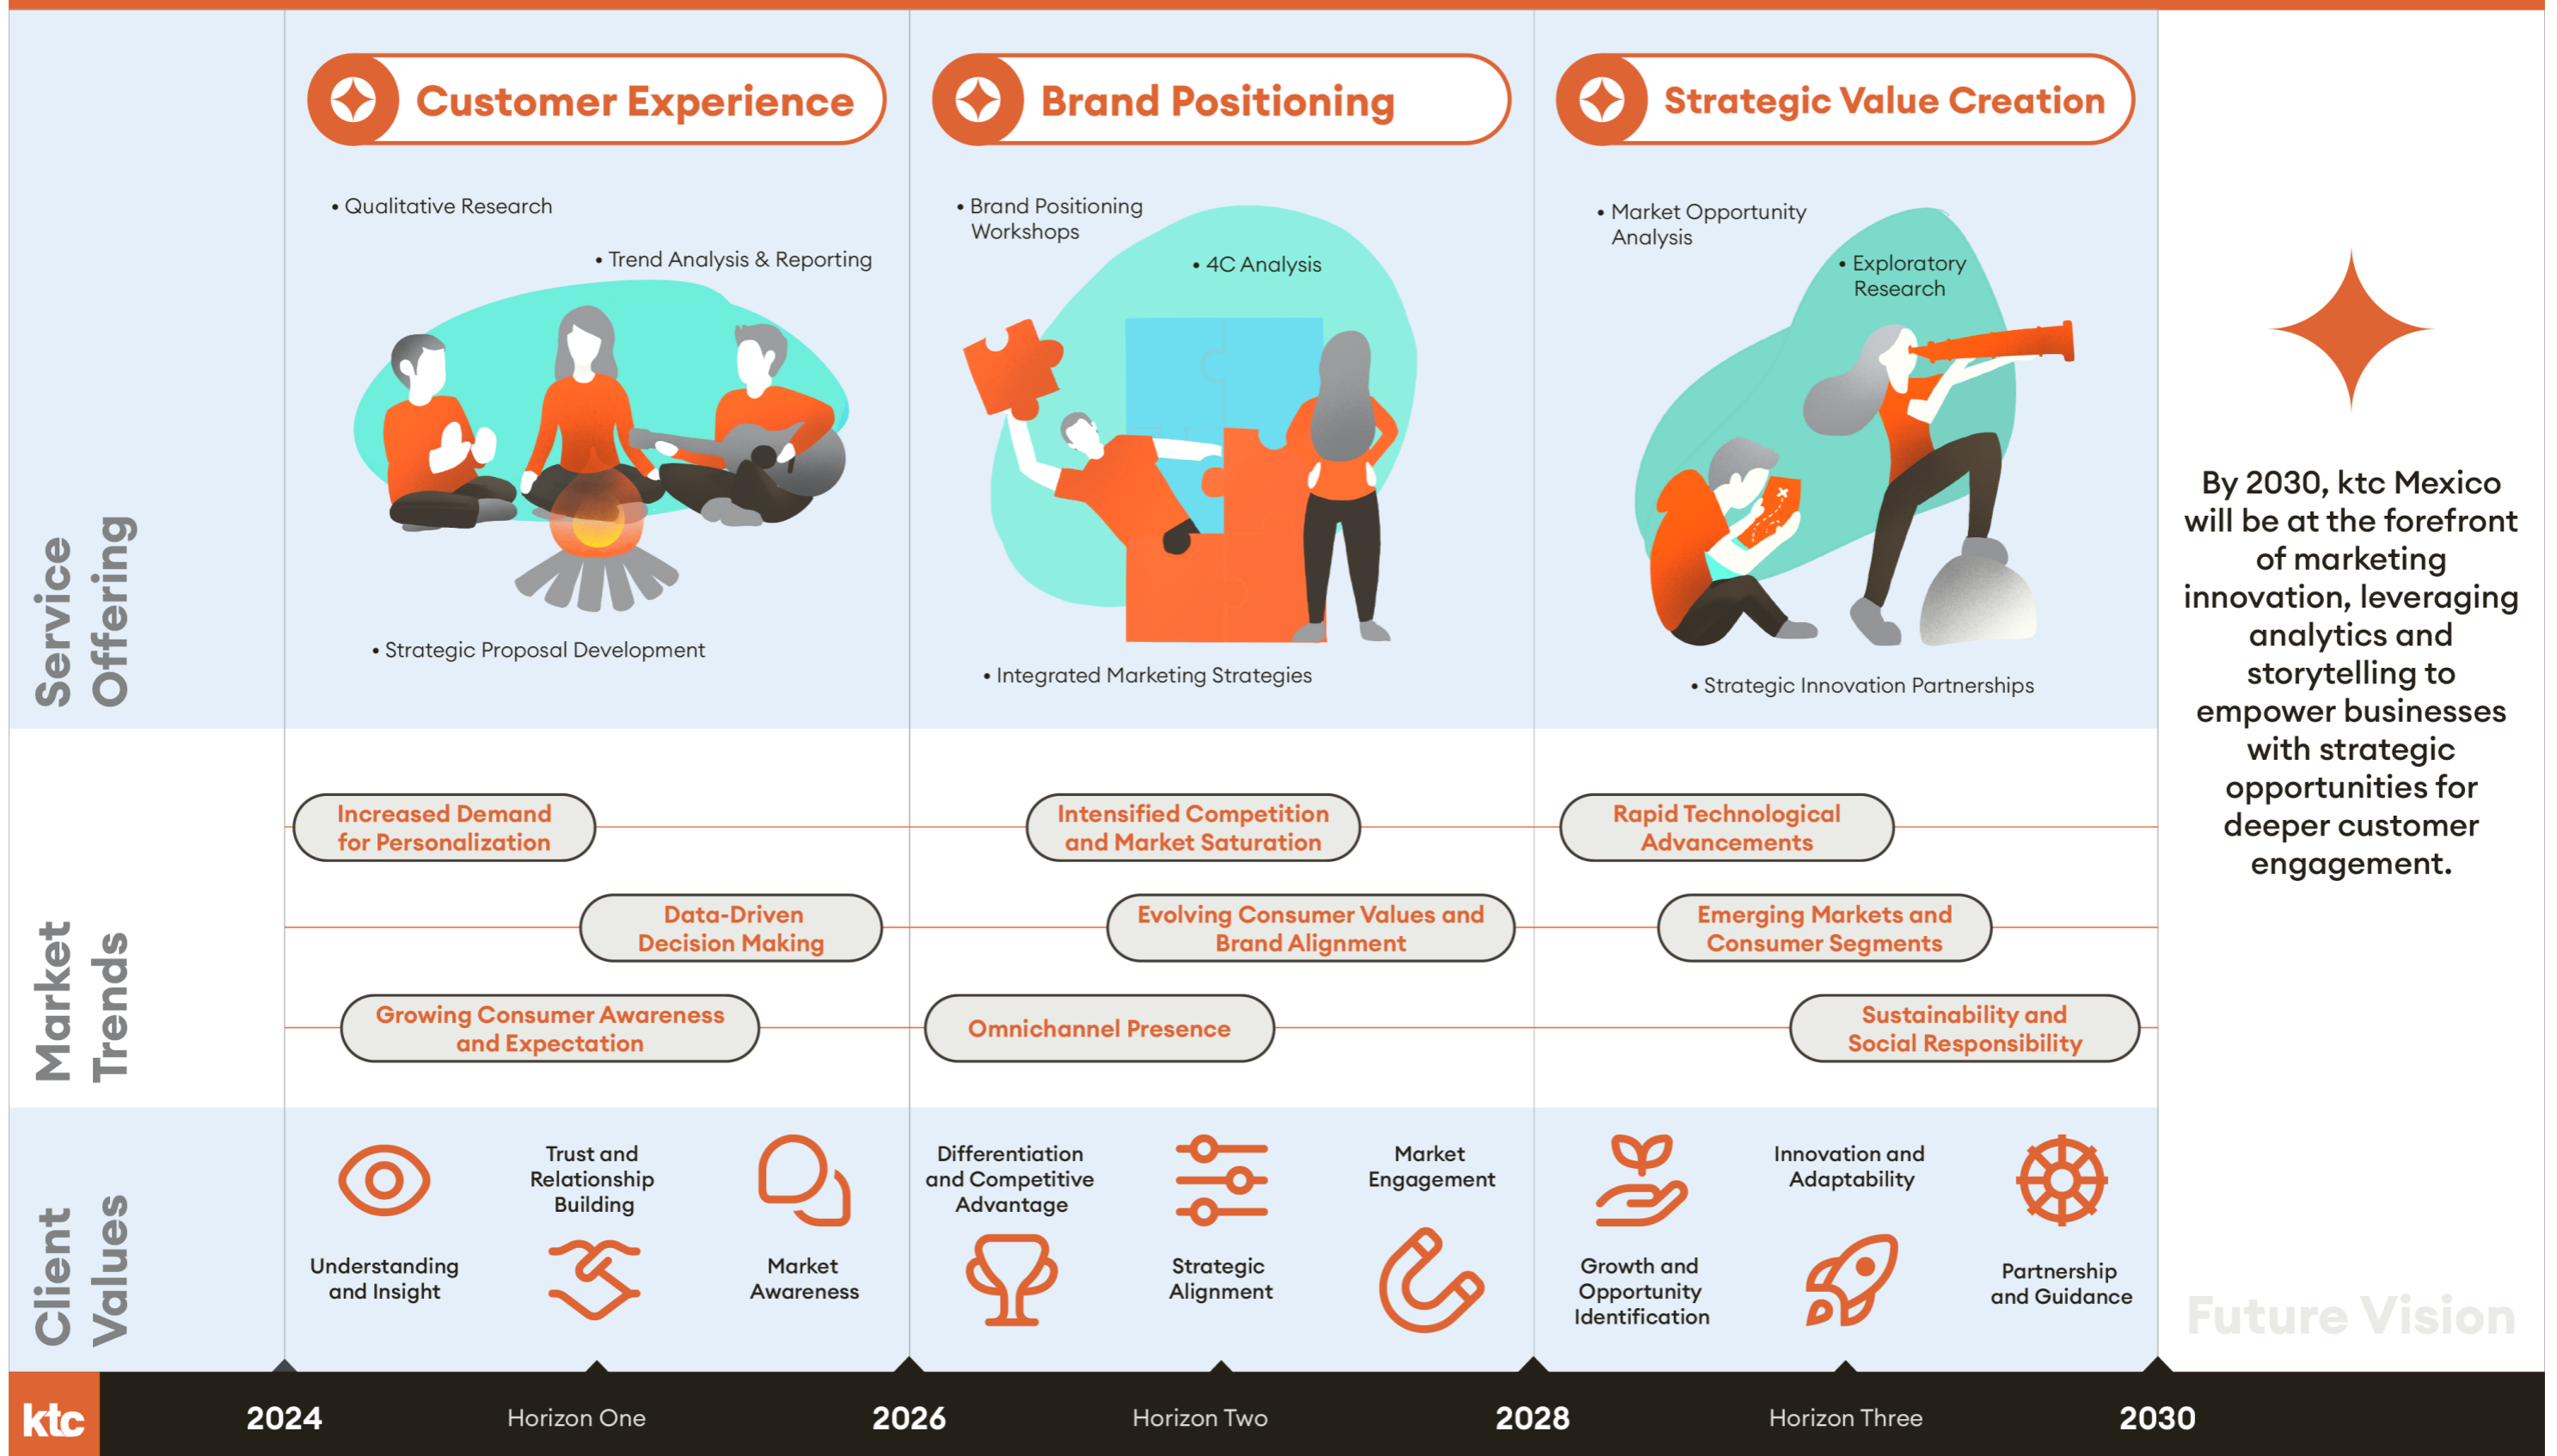 Customer Experience
Brand Positioning
Strategic Value Creation
Service
Offering
• Qualitative Research
• Trend Analysis & Reporting
• Strategic Proposal Development
• Brand Positioning
Workshops
• 4C Analysis
• Integrated Marketing Strategies
• Market Opportunity
Analysis
• Exploratory
Research
• Strategic Innovation Partnerships
By 2030, ktc Mexico
will be at the forefront
of marketing
innovation, leveraging
analytics and
storytelling to
empower businesses
with strategic
opportunities for
deeper customer
engagement.
Market
Trends
Increased Demand
for Personalization
Intensified Competition
and Market Saturation
Rapid Technological
Advancements
Data-Driven
Decision Making
Evolving Consumer Values and
Brand Alignment
Emerging Markets and
Consumer Segments
Growing Consumer Awareness
and Expectation
Omnichannel Presence
Sustainability and
Social Responsibility
Client
Values
Understanding
and Insight
Trust and
Relationship
Building
Market
Awareness
Differentiation
and Competitive
Advantage
Strategic
Alignment
Market
Engagement
Growth and
Opportunity
Identification
Innovation and
Adaptability
Partnership
and Guidance
Future Vision
ktc
2024
Horizon One
2026
Horizon Two
2028
Horizon Three
2030